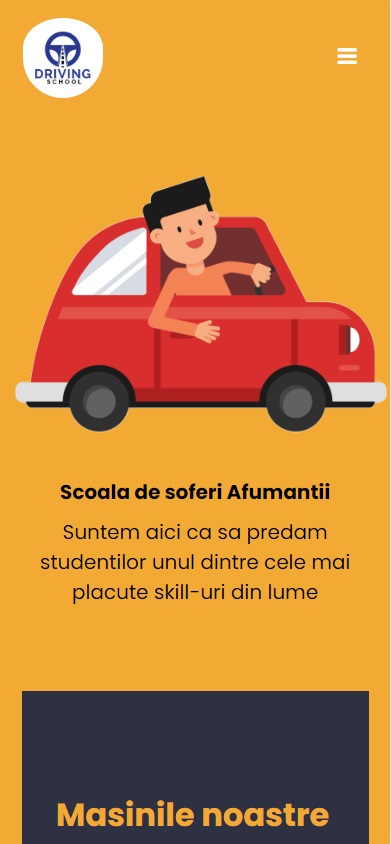 DRIVING
SCHOOL
Scoala de soferi Afumantii
Suntem aici ca sa predam
studentilor unul dintre cele mai
placute skill-uri din lume
Masinile noastre